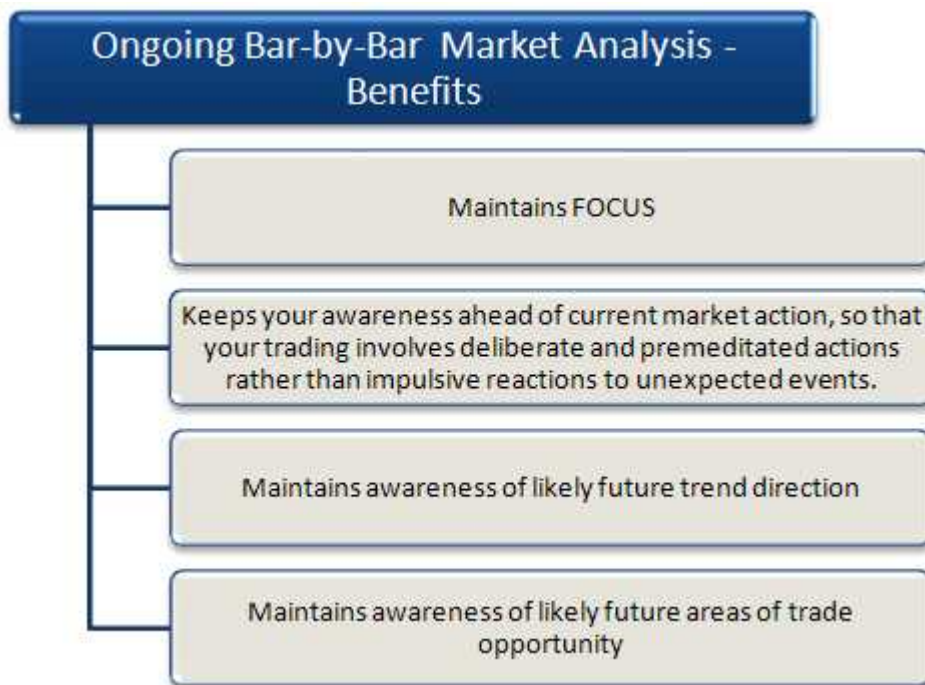 Ongoing Bar-by-Bar Market Analysis -
Benefits
Maintains FOCUS
Keeps your awareness ahead of current market action, so that
your trading involves deliberate and premeditated actions
rather than impulsive reactions to unexpected events.
Maintains awareness of likely future trend direction
Maintains awareness of likely future areas of trade
opportunity